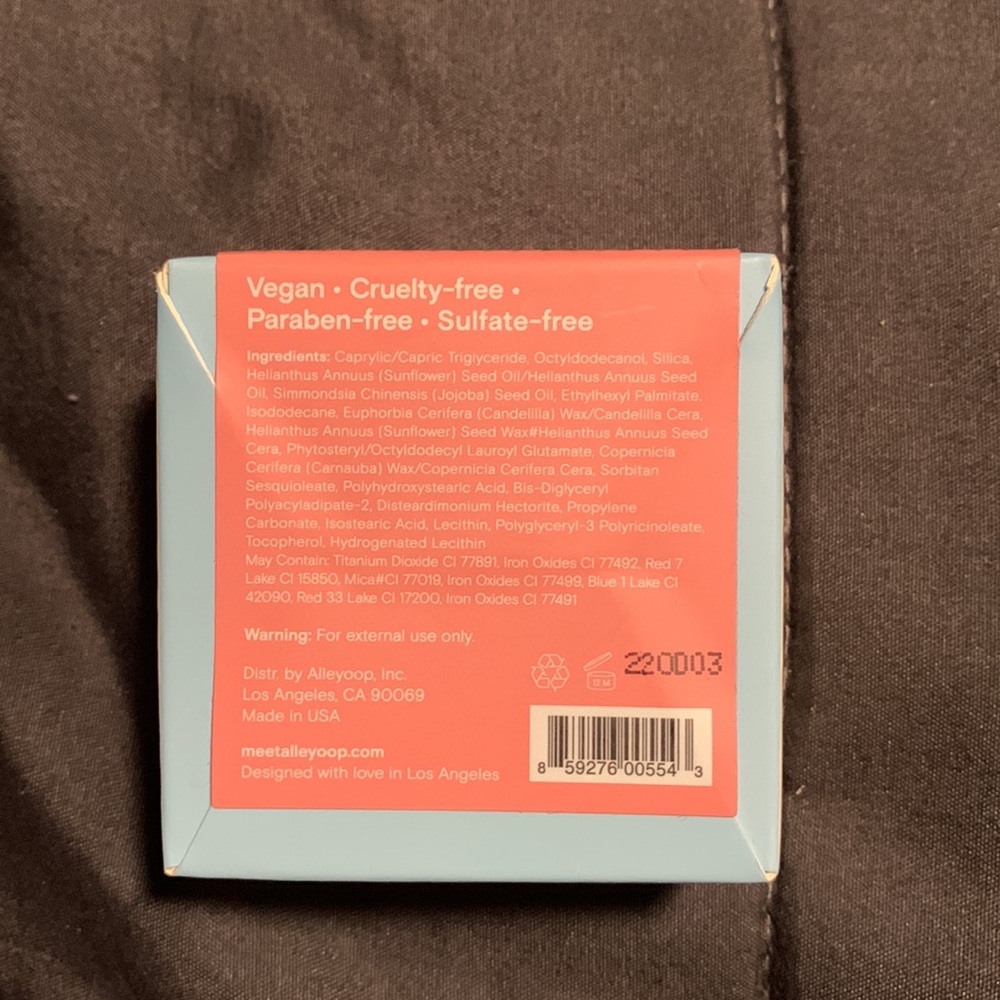 Vegan • Cruelty-free •
Paraben-free • Sulfate-free
Ingredients: Caprylic/Capric Triglyceride, Octyldodecanol, Silica,
Helianthus Annuus (Sunflower) Seed Oil/Helianthus Annuus Seed
Oil, Simmondsia Chinensis (Jojoba) Seed Oil, Ethylhexyl Palmitate,
Isododecane, Euphorbia Cerifera (Candelilla) Wax/Candelilla Cera,
Helianthus Annuus (Sunflower) Seed Wax#Helianthus Annuus Seed
Cera, Phytosteryl/Octyldodecyl Lauroyl Glutamate, Copernicia
Cerifera (Carnauba) Wax/Copernicia Cerifera Cera, Sorbitan
Sesquioleate, Polyhydroxystearic Acid, Bis-Diglyceryl
Polyacyladipate-2, Disteardimonium Hectorite, Propylene
Carbonate, Isostearic Acid, Lecithin, Polyglyceryl-3 Polyricinoleate,
Tocopherol, Hydrogenated Lecithin
May Contain: Titanium Dioxide CI 77891, Iron Oxides CI 77492, Red 7
Lake CI 15850, Mica#CI 77019, Iron Oxides CI 77499, Blue 1 Lake CI
42090, Red 33 Lake CI 17200, Iron Oxides CI 77491
Warning: For external use only.
12 M
220D03
Distr. by Alleyoop, Inc.
Los Angeles, CA 90069
Made in USA
meetalleyoop.com
Designed with love in Los Angeles
8 59276 00554 3